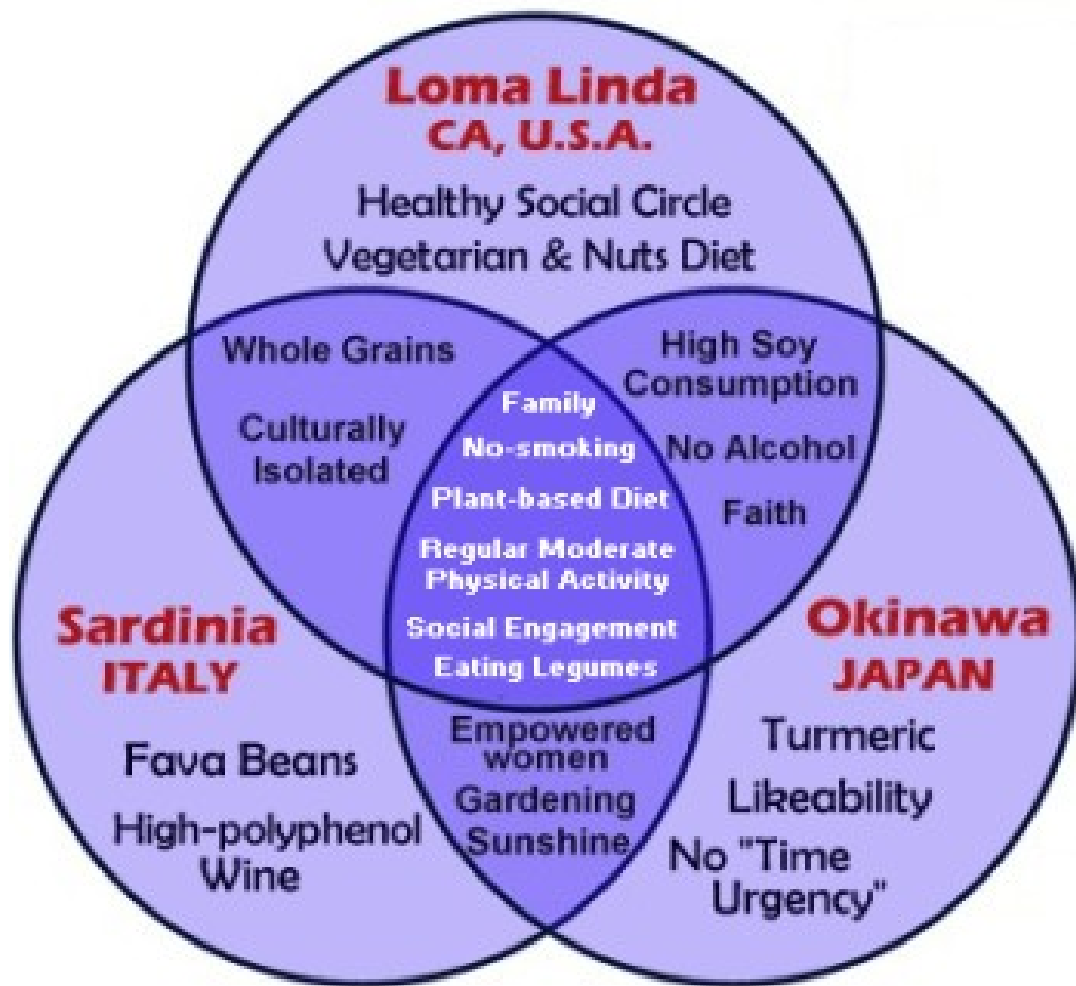 Loma Linda
CA, U.S.A.
Healthy Social Circle
Vegetarian & Nuts Diet
Whole Grains
Culturally
Isolated
High Soy
Consumption
No Alcohol
Faith
Family
No-smoking
Plant-based Diet
Regular Moderate
Physical Activity
Social Engagement
Eating Legumes
Sardinia
ITALY
Fava Beans
High-polyphenol
Wine
Empowered
women
Gardening
Sunshine
Okinawa
JAPAN
Turmeric
Likeability
No "Time
Urgency"